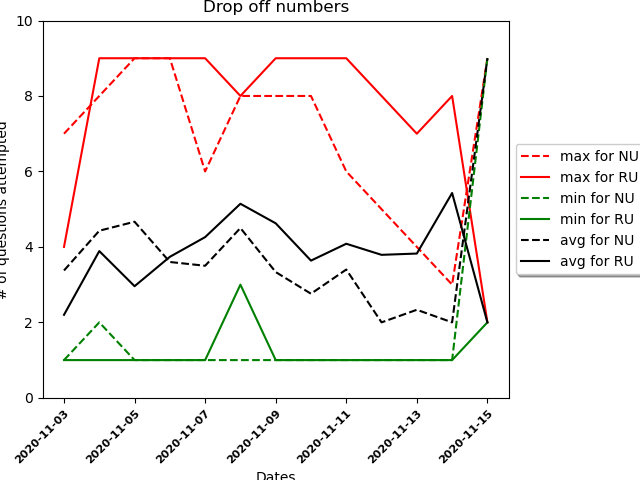 Drop off numbers
# of questions attempted
10
8
6
4
2
0
2020-11-03
2020-11-05
2020-11-07
2020-11-09
2020-11-11
2020-11-13
2020-11-15
Dates
max for NU
max for RU
min for NU
min for RU
avg for NU
avg for RU